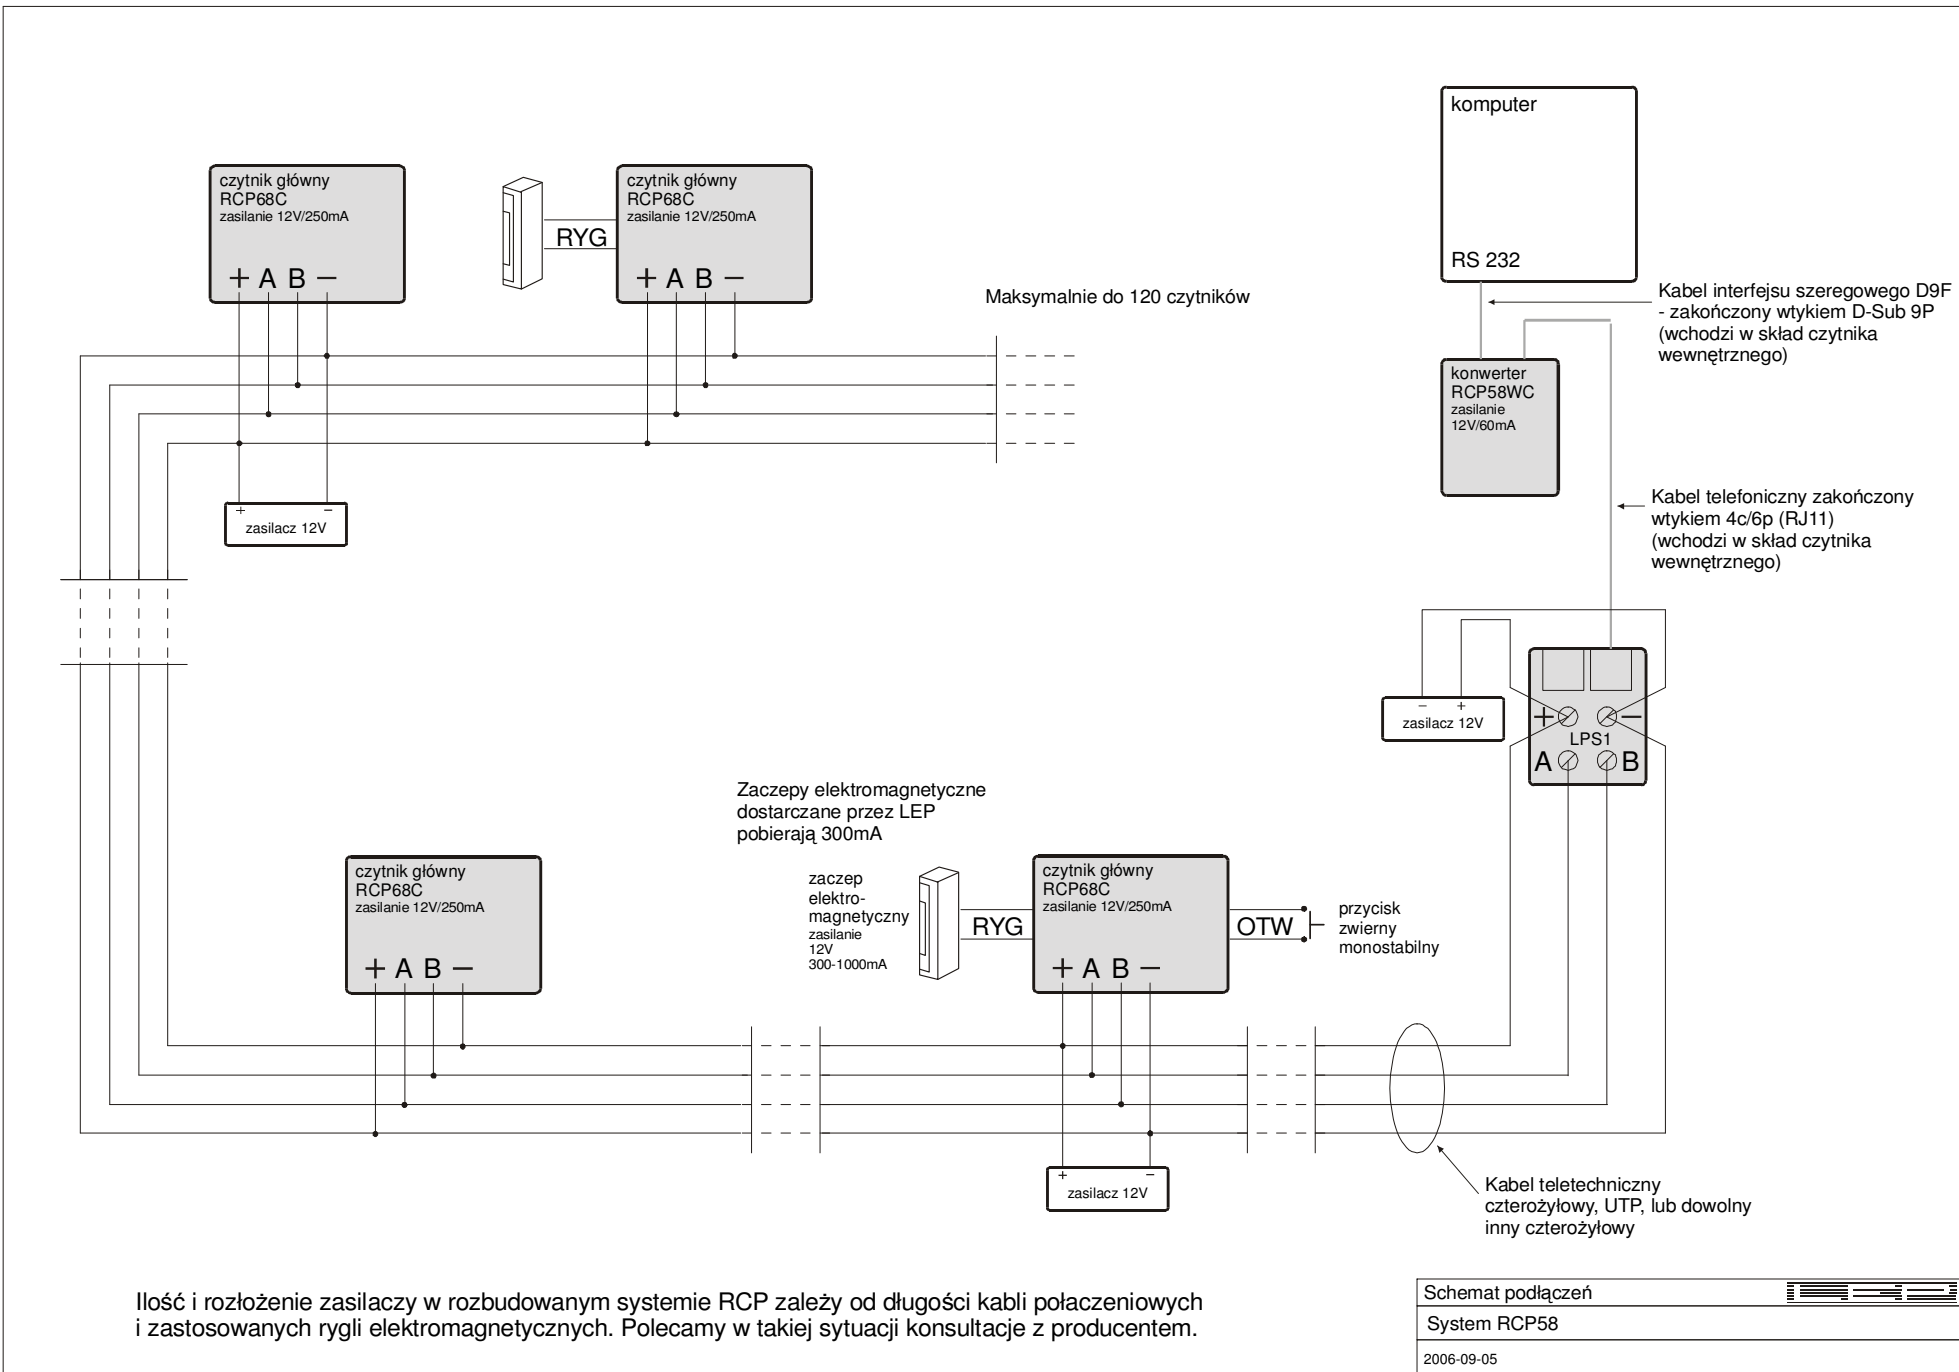 komputer
RS 232
czytnik główny
RCP68C
zasilanie 12V/250mA
+ A B −
RYG
czytnik główny
RCP68C
zasilanie 12V/250mA
+ A B −
Maksymalnie do 120 czytników
Kabel interfejsu szeregowego D9F
- zakończony wtykiem D-Sub 9P
(wchodzi w skład czytnika
wewnętrznego)
konwerter
RCP58WC
zasilanie
12V/60mA
+ −
zasilacz 12V
Kabel telefoniczny zakończony
wtykiem 4c/6p (RJ11)
(wchodzi w skład czytnika
wewnętrznego)
− +
zasilacz 12V
+ −
LPS1
A B
Zaczepy elektromagnetyczne
dostarczane przez LEP
pobierają 300mA
czytnik główny
RCP68C
zasilanie 12V/250mA
+ A B −
zaczep
elektro-
magnetyczny
zasilanie
12V
300-1000mA
RYG
czytnik główny
RCP68C
zasilanie 12V/250mA
+ A B −
OTW
przycisk
zwierny
monostabilny
+ −
zasilacz 12V
Kabel teletechniczny
czterożyłowy, UTP, lub dowolny
inny czterożyłowy
Ilość i rozłożenie zasilaczy w rozbudowanym systemie RCP zależy od długości kabli połaczeniowych
i zastosowanych rygli elektromagnetycznych. Polecamy w takiej sytuacji konsultacje z producentem.
Schemat podłączeń
System RCP58
2006-09-05